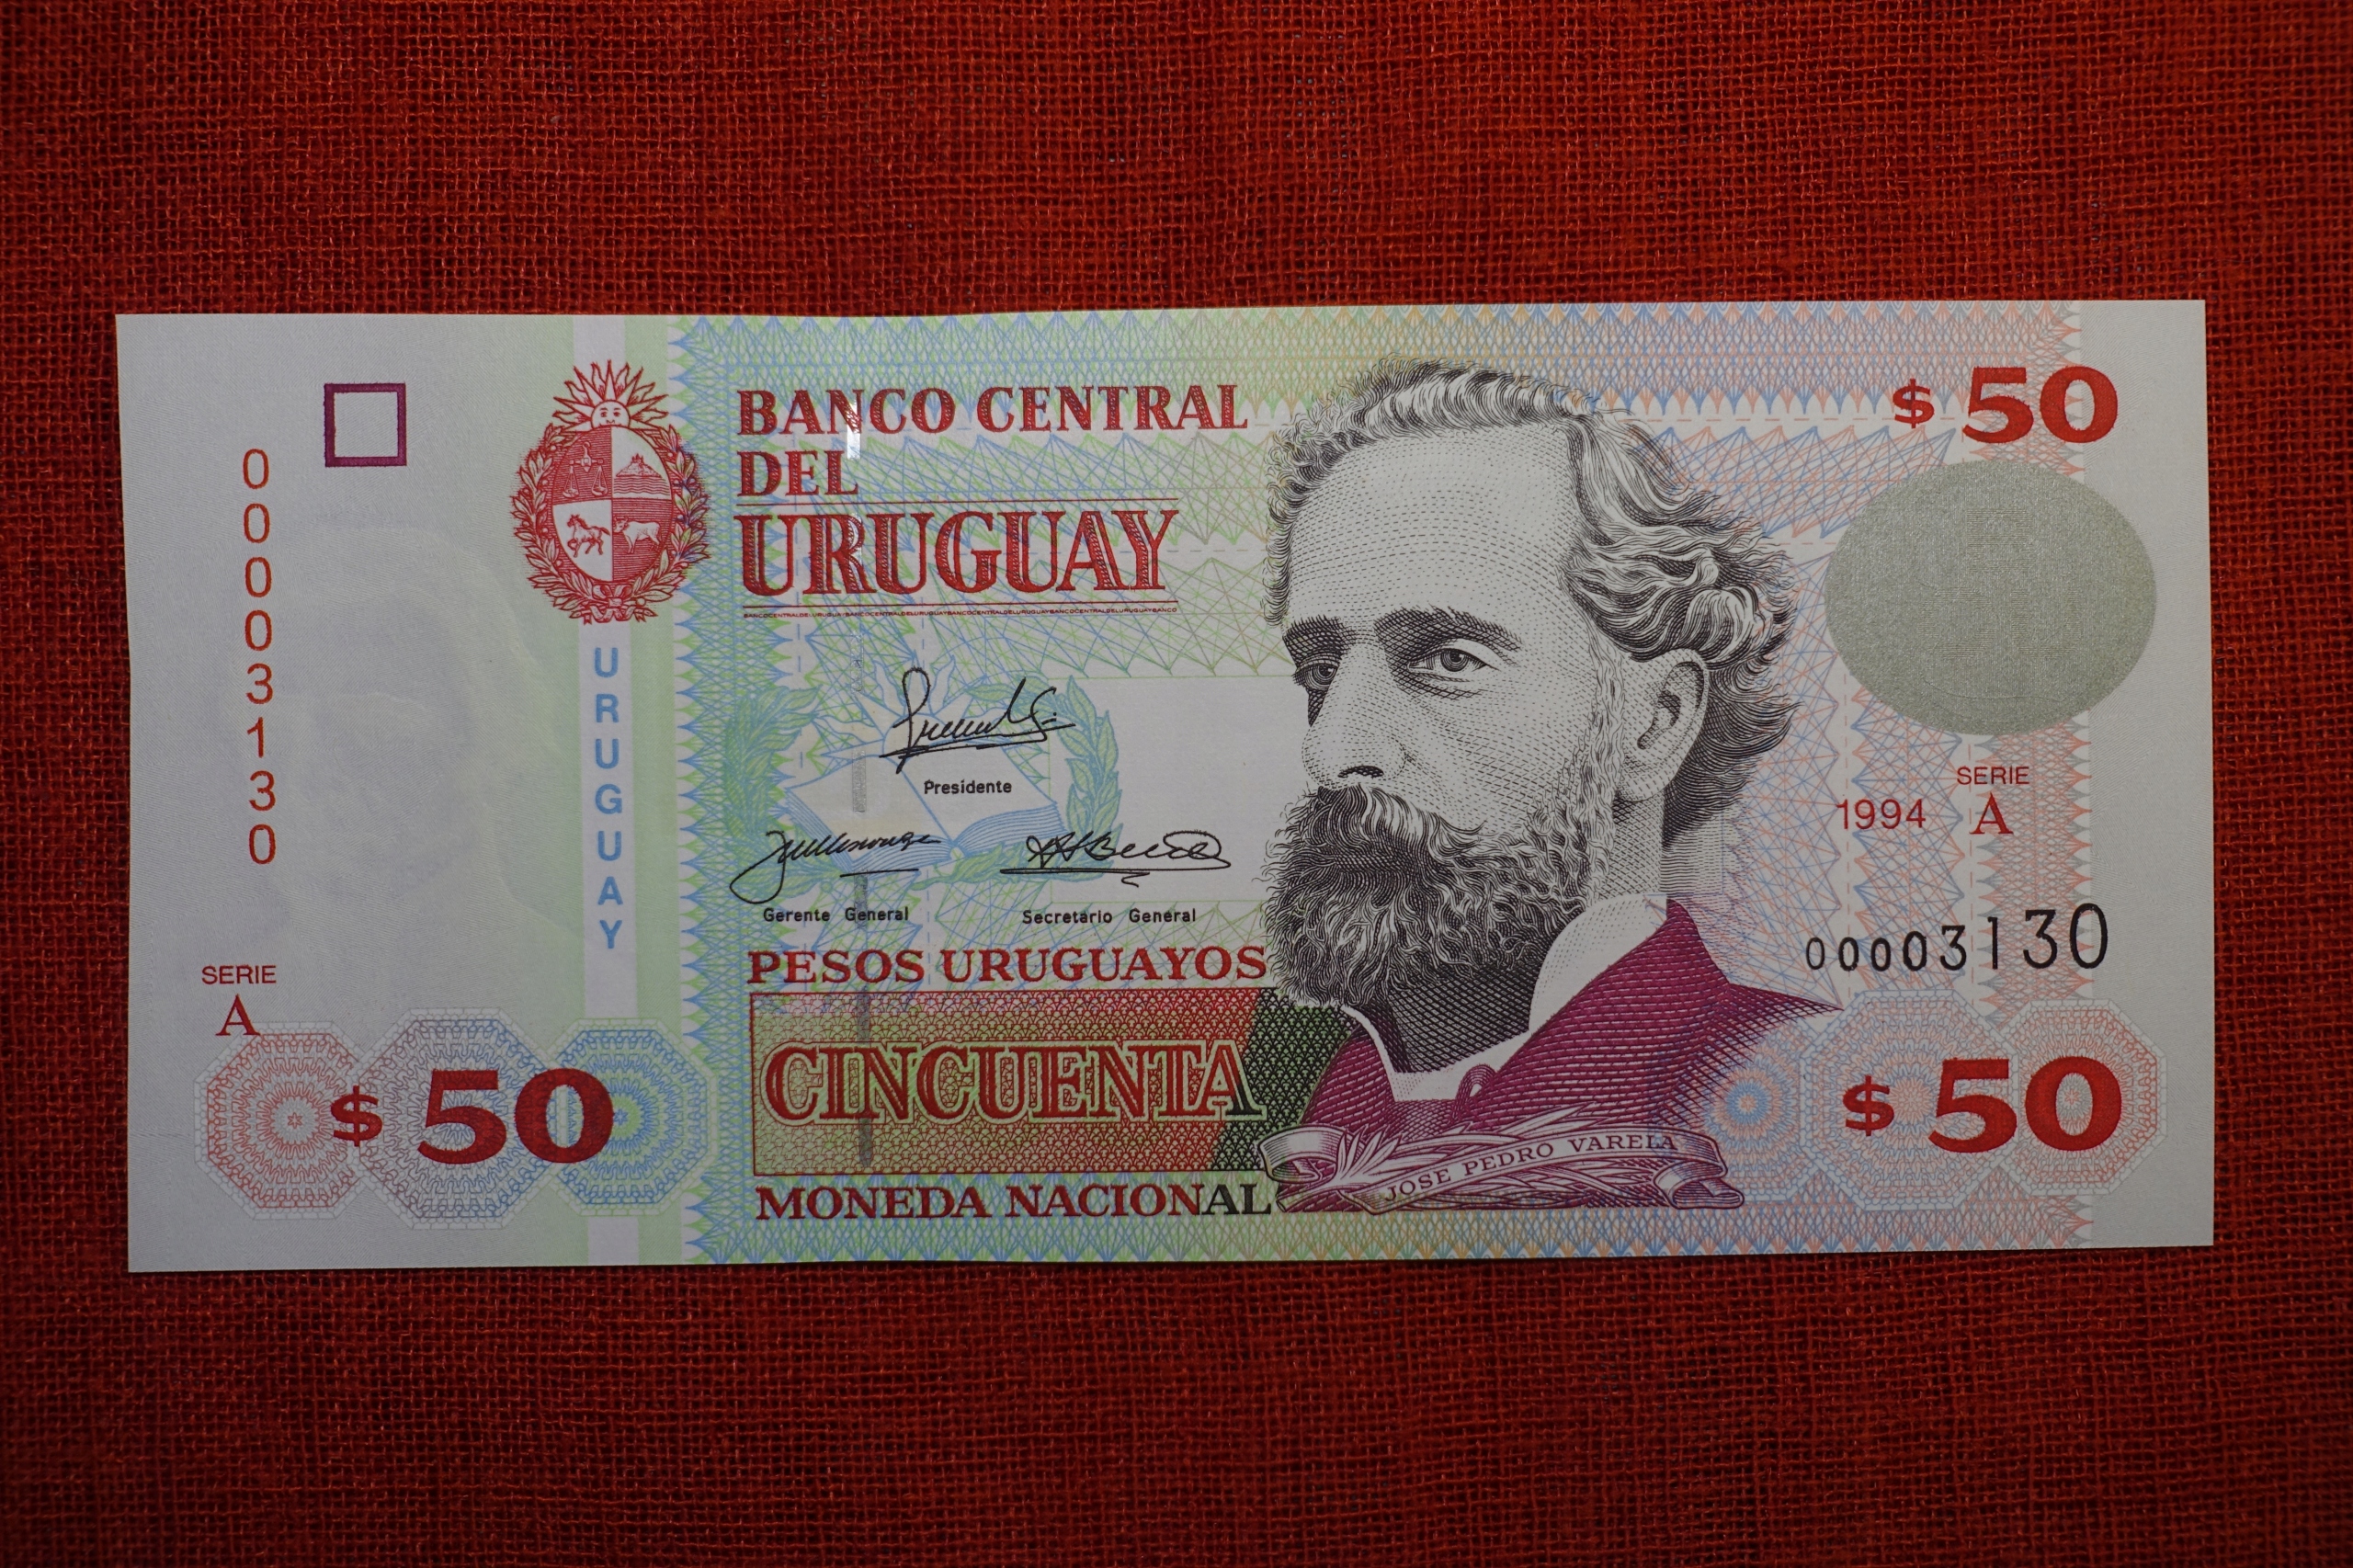 00003130
SERIE
A
$ 50
URUGUAY
BANCO CENTRAL
DEL
URUGUAY
BANCOCENTRALDELURUGUAYBANCOCENTRALDELURUGUAYBANCOCENTRALDELURUGUAYBANCOCENTRALDELURUGUAYBANCO
Presidente
Gerente General
Secretario General
PESOS URUGUAYOS
CINCUENTA
MONEDA NACIONAL
JOSE PEDRO VARELA
$ 50
SERIE
1994 A
00003130
$ 50